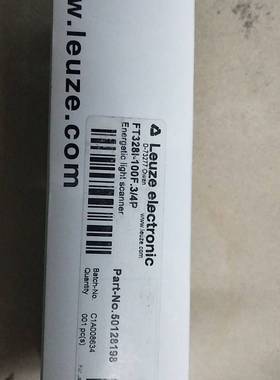 w.leuze.com
Leuze electronic
D-73277 Owen
www.leuze.com
FT328I-100F.3/4P
Energetic light scanner
Part-No.50128198
Batch-No. C1A008634
Quantity 001 pc(s)